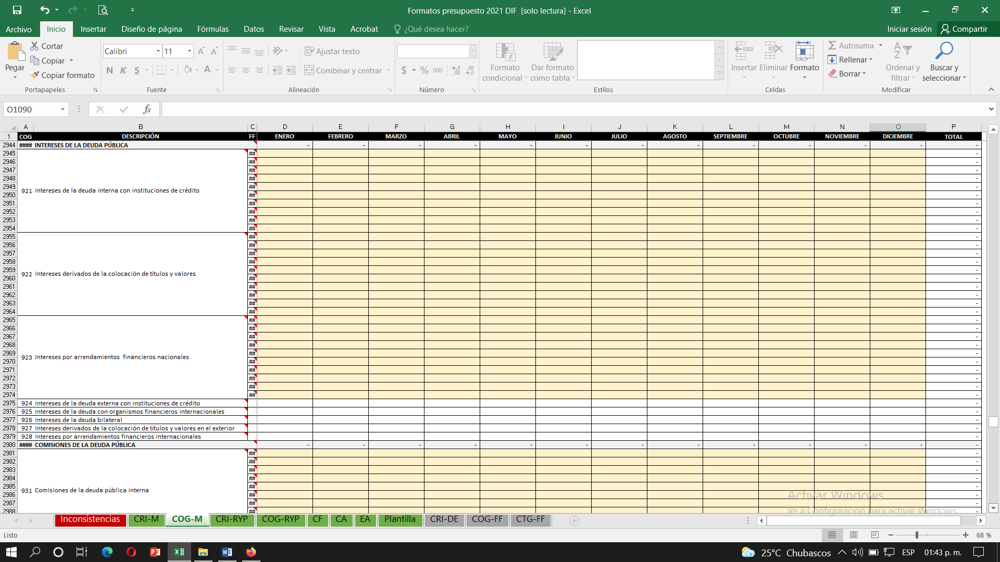 Formatos presupuesto 2021 DIF [solo lectura] - Excel
Archivo Inicio Insertar Diseño de página Fórmulas Datos Revisar Vista Acrobat ¿Qué desea hacer? Iniciar sesión Compartir
Pegar
Cortar
Copiar
Copiar formato
Portapapeles
Calibri 11
N K S
Fuente
Ajustar texto
Combinar y centrar
Alineación
$ % 000
Número
Formato condicional
Dar formato como tabla
Estilos
Insertar Eliminar Formato
Celdas
Autosuma
Rellenar
Borrar
Ordenar y filtrar
Buscar y seleccionar
Modificar
O1090 fx
A B C D E F G H I J K L M N O P
1 COG DESCRIPCIÓN FF ENERO FEBRERO MARZO ABRIL MAYO JUNIO JULIO AGOSTO SEPTIEMBRE OCTUBRE NOVIEMBRE DICIEMBRE TOTAL
2944 #### INTERESES DE LA DEUDA PÚBLICA - - - - - - - - - - - - -
2945 ## -
2946 ## -
2947 ## -
2948 ## -
2949 ## -
921 Intereses de la deuda interna con instituciones de crédito
2950 ## -
2951 ## -
2952 ## -
2953 ## -
2954 ## -
2955 ## -
2956 ## -
2957 ## -
2958 ## -
2959 ## -
922 Intereses derivados de la colocación de títulos y valores
2960 ## -
2961 ## -
2962 ## -
2963 ## -
2964 ## -
2965 ## -
2966 ## -
2967 ## -
2968 ## -
2969 ## -
923 Intereses por arrendamientos financieros nacionales
2970 ## -
2971 ## -
2972 ## -
2973 ## -
2974 ## -
2975 924 Intereses de la deuda externa con instituciones de crédito -
2976 925 Intereses de la deuda con organismos financieros internacionales -
2977 926 Intereses de la deuda bilateral -
2978 927 Intereses derivados de la colocación de títulos y valores en el exterior -
2979 928 Intereses por arrendamientos financieros internacionales -
2980 #### COMISIONES DE LA DEUDA PÚBLICA - - - - - - - - - - - - -
2981 ## -
2982 ## -
2983 ## -
2984 ## -
2985 ## -
931 Comisiones de la deuda pública interna
2986 ## -
2987 ## -
2988 ##
Activar Windows
Ve a Configuración para activar Windows.
Inconsistencias CRI-M COG-M CRI-RYP COG-RYP CF CA EA Plantilla CRI-DE COG-FF CTG-FF
Listo 68 %
25°C Chubascos ESP 01:43 p. m.